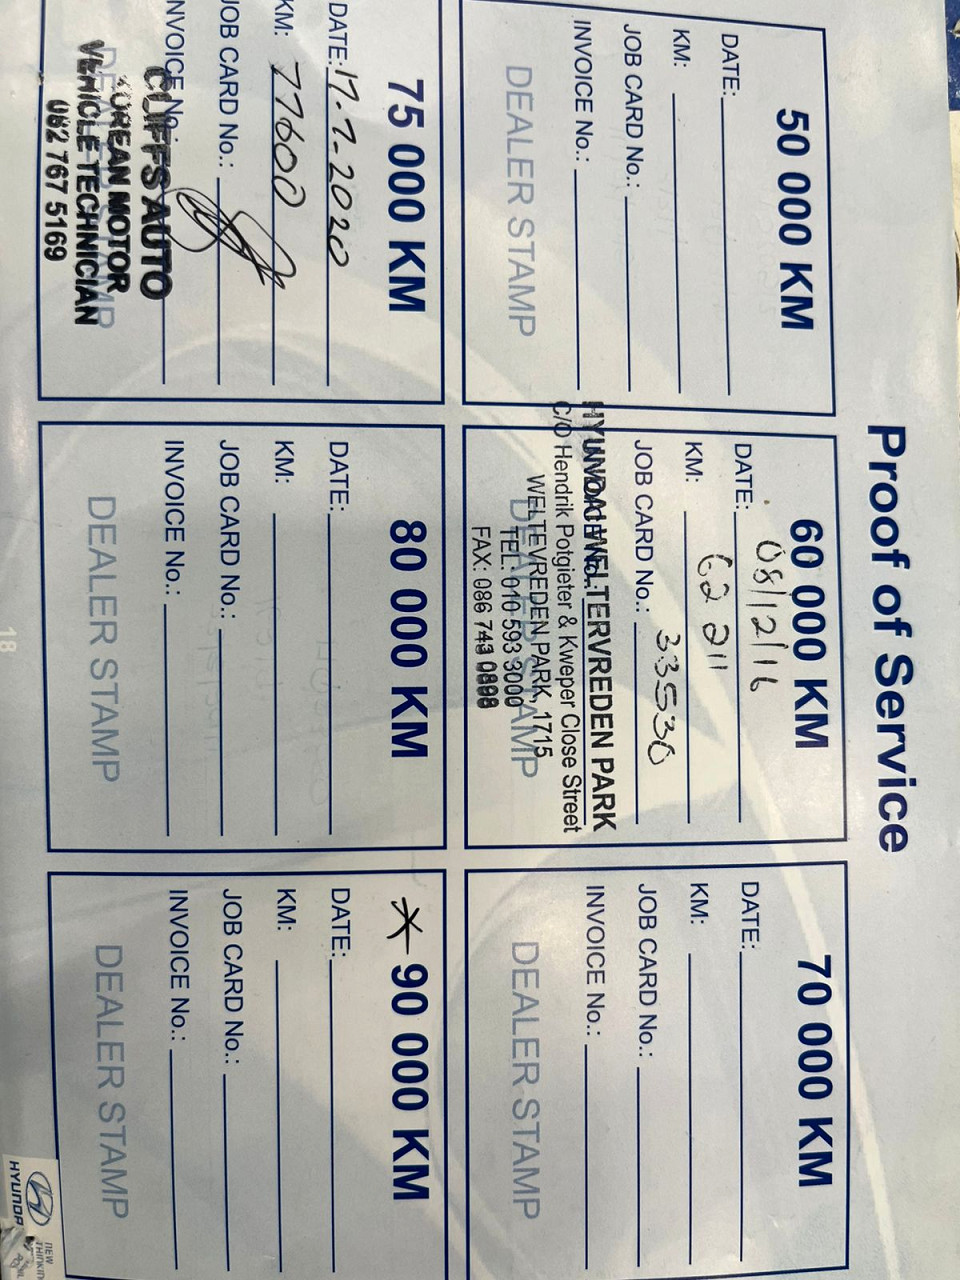 Proof of Service
50 000 KM
DATE:
KM:
JOB CARD No.:
INVOICE No.:
DEALER STAMP
60 000 KM
DATE: 08/12/16
KM: 62 211
JOB CARD No.: 33530
INVOICE No.:
DEALER STAMP
HYUNDAI WELTERVREDEN PARK
C/O Hendrik Potgieter & Kweper Close Street
WELTEVREDEN PARK, 1715
TEL: 010 593 3000
FAX: 086 743 0898
70 000 KM
DATE:
KM:
JOB CARD No.:
INVOICE No.:
DEALER STAMP
75 000 KM
DATE: 17-7-2020
KM: 77600
JOB CARD No.:
INVOICE No.:
DEALER STAMP
CLIFFS AUTO
KOREAN MOTOR
VEHICLE TECHNICIAN
082 767 5169
80 000 KM
DATE:
KM:
JOB CARD No.:
INVOICE No.:
DEALER STAMP
* 90 000 KM
DATE:
KM:
JOB CARD No.:
INVOICE No.:
DEALER STAMP
18
HYUNDAI
NEW